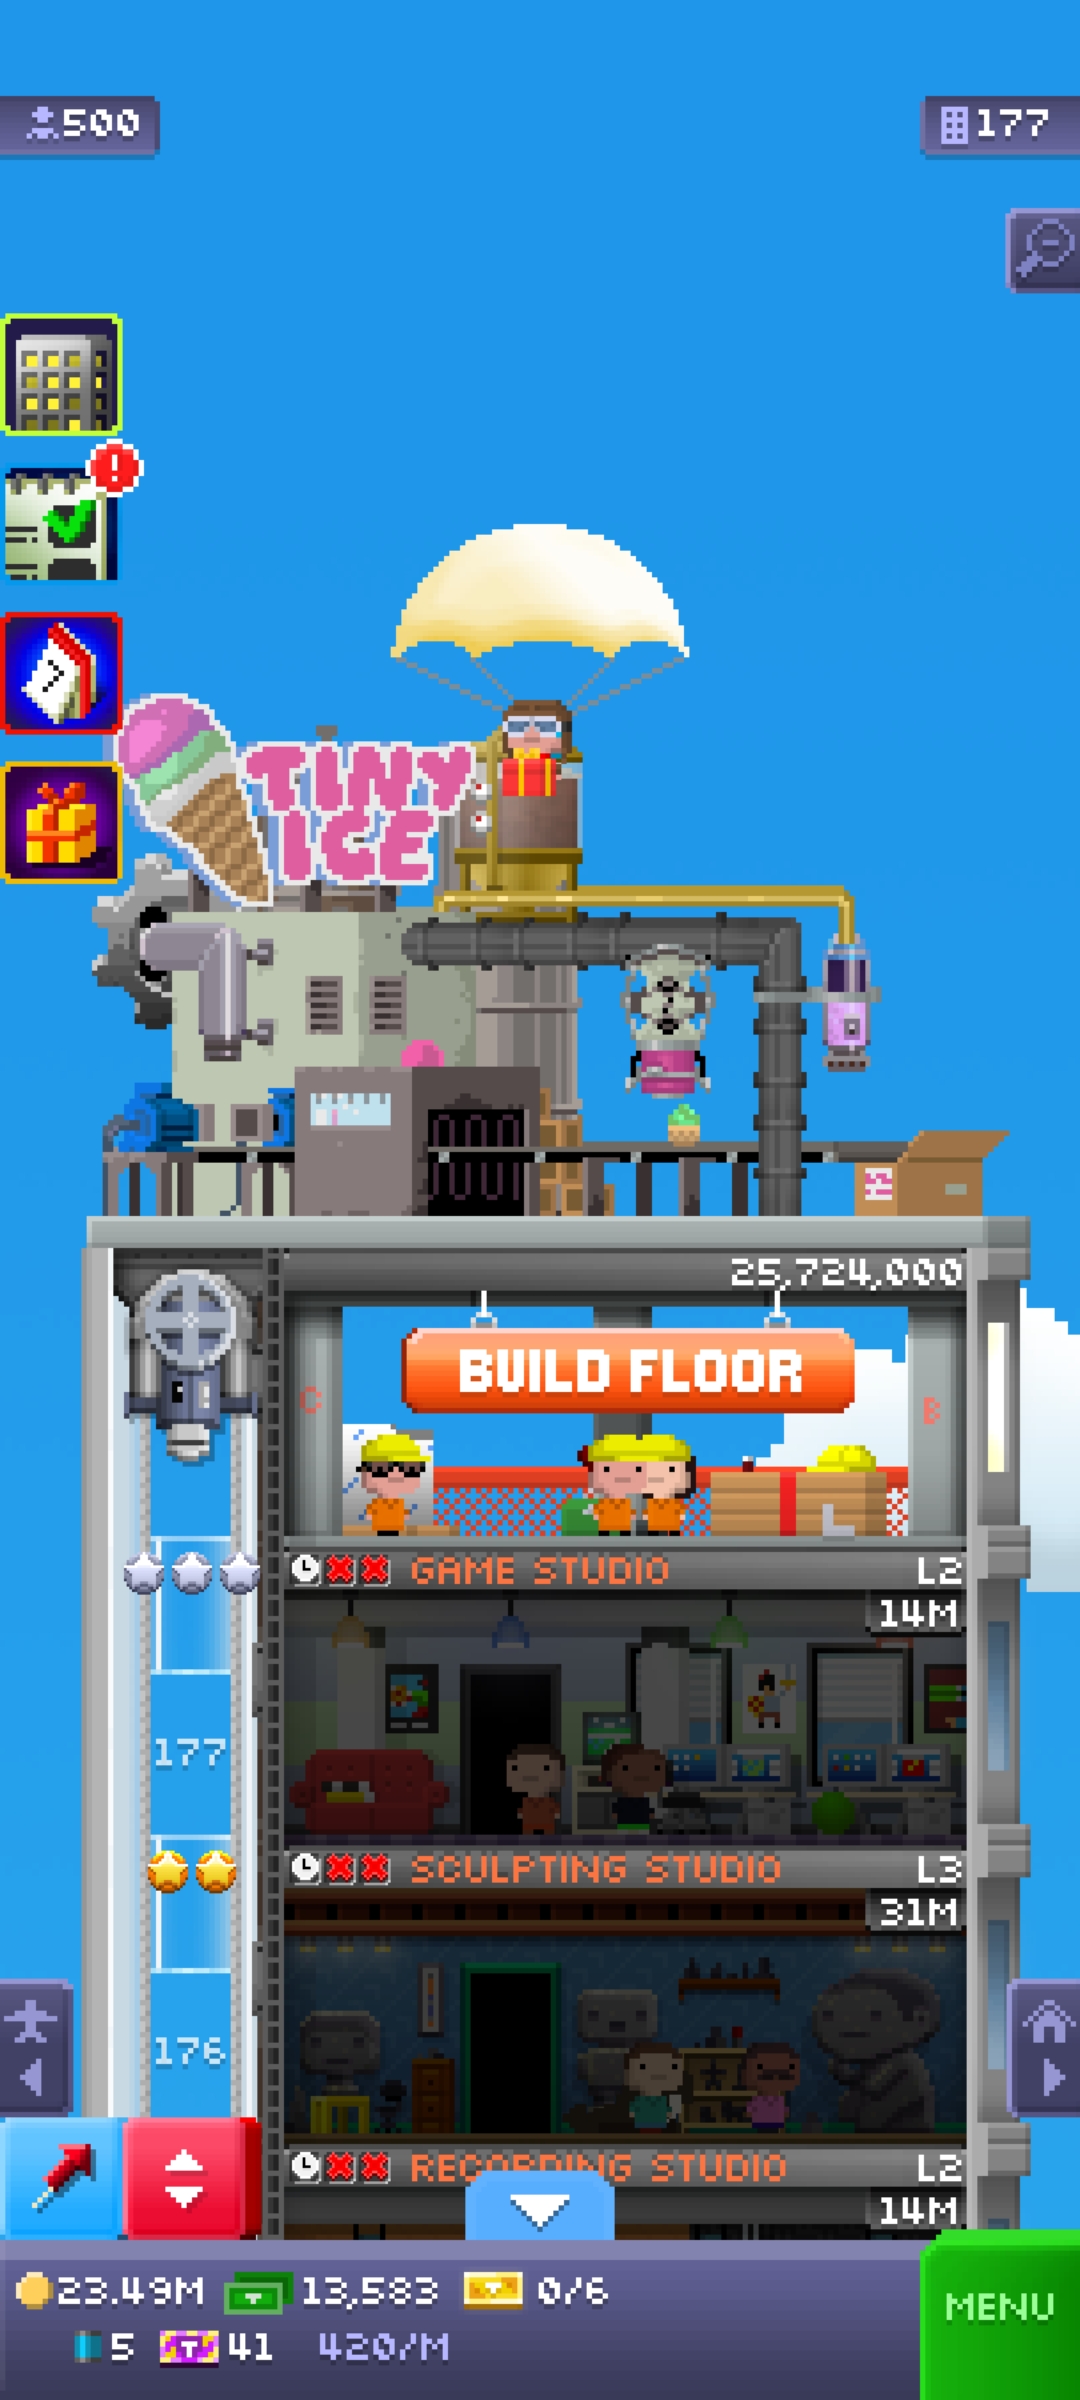 500
177
7
TINY
ICE
25,724,000
BUILD FLOOR
C
B
L
GAME STUDIO L2
14M
177
SCULPTING STUDIO L3
31M
176
RECORDING STUDIO L2
14M
23.49M 13,583 0/6
MENU
5 T 41 420/M